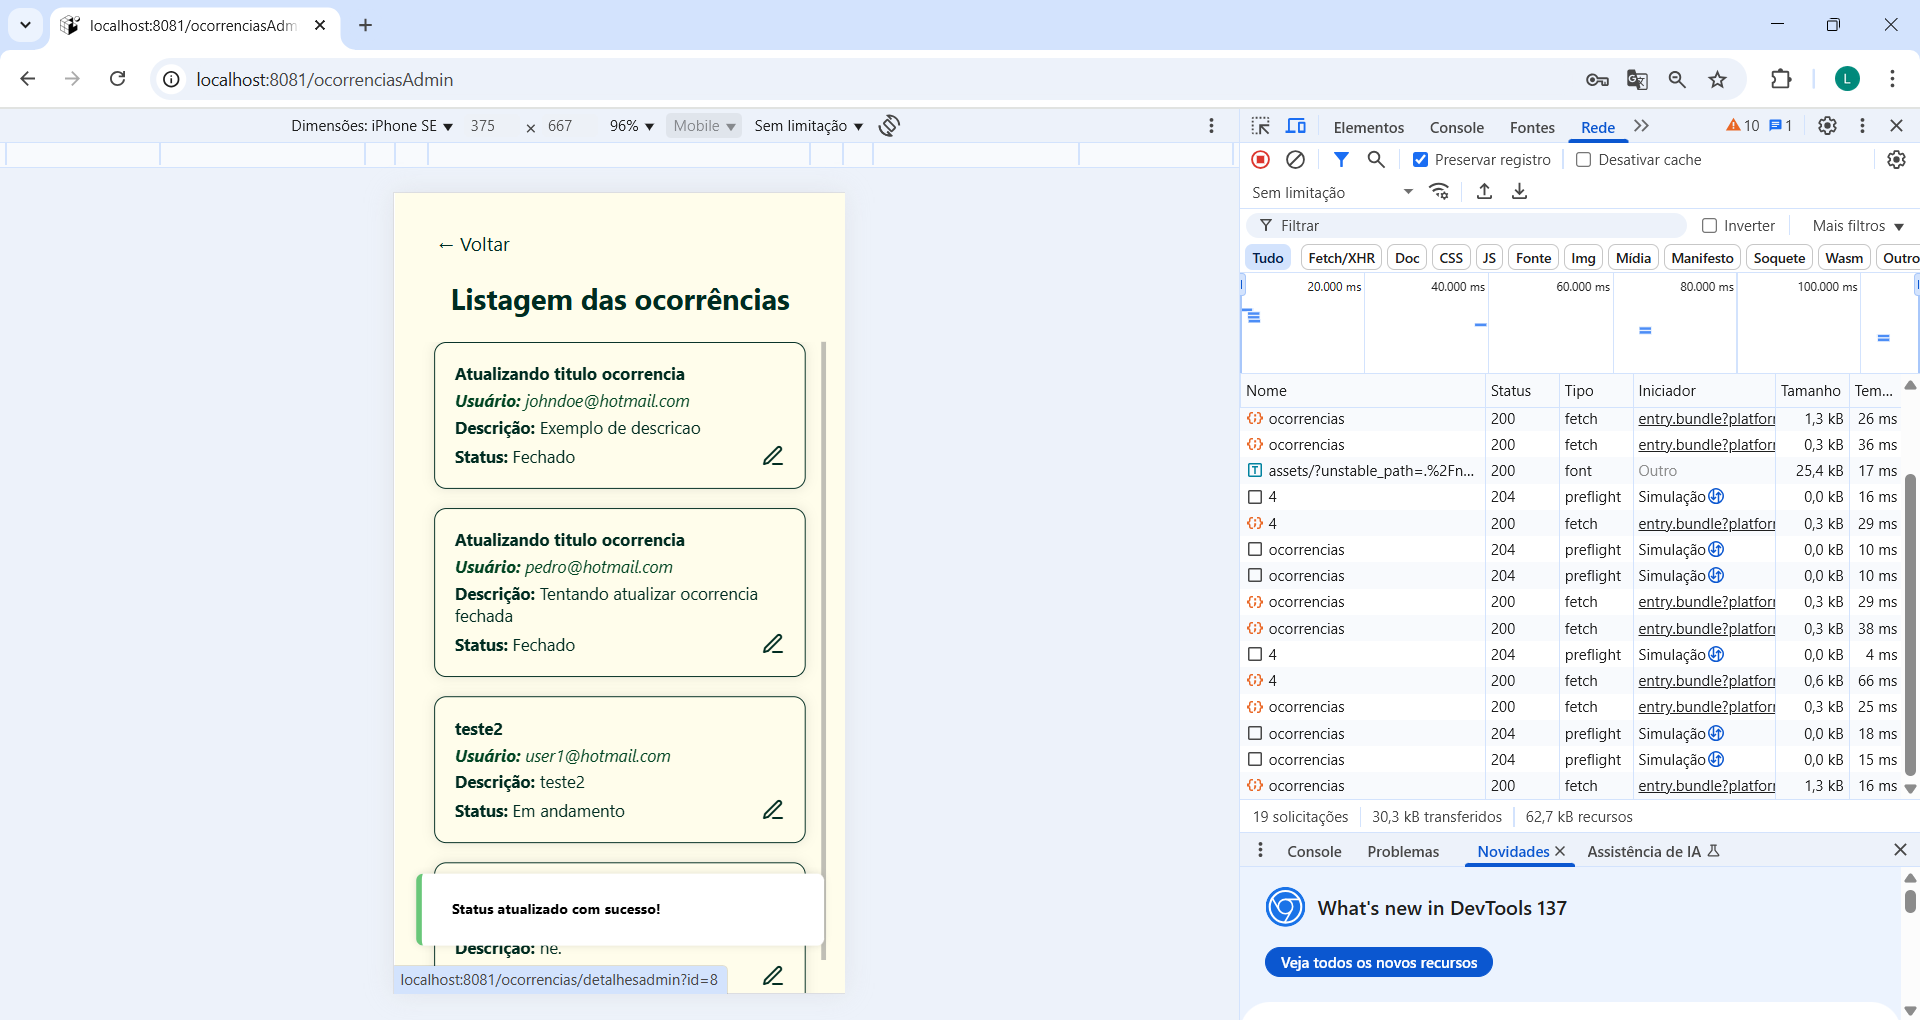 localhost:8081/ocorrenciasAdm
localhost:8081/ocorrenciasAdmin
L
Dimensões: iPhone SE 375 × 667 96% Mobile Sem limitação
← Voltar
Listagem das ocorrências
Atualizando titulo ocorrencia
Usuário: johndoe@hotmail.com
Descrição: Exemplo de descricao
Status: Fechado
Atualizando titulo ocorrencia
Usuário: pedro@hotmail.com
Descrição: Tentando atualizar ocorrencia
fechada
Status: Fechado
teste2
Usuário: user1@hotmail.com
Descrição: teste2
Status: Em andamento
Status atualizado com sucesso!
Descrição: he.
localhost:8081/ocorrencias/detalhesadmin?id=8
Elementos Console Fontes Rede 10 1
Preservar registro Desativar cache
Sem limitação
Filtrar Inverter Mais filtros
Tudo Fetch/XHR Doc CSS JS Fonte Img Mídia Manifesto Soquete Wasm Outro
20.000 ms 40.000 ms 60.000 ms 80.000 ms 100.000 ms
Nome Status Tipo Iniciador Tamanho Tem...
ocorrencias 200 fetch entry.bundle?platfor 1,3 kB 26 ms
ocorrencias 200 fetch entry.bundle?platfor 0,3 kB 36 ms
assets/?unstable_path=.%2Fn... 200 font Outro 25,4 kB 17 ms
4 204 preflight Simulação 0,0 kB 16 ms
4 200 fetch entry.bundle?platfor 0,3 kB 29 ms
ocorrencias 204 preflight Simulação 0,0 kB 10 ms
ocorrencias 204 preflight Simulação 0,0 kB 10 ms
ocorrencias 200 fetch entry.bundle?platfor 0,3 kB 29 ms
ocorrencias 200 fetch entry.bundle?platfor 0,3 kB 38 ms
4 204 preflight Simulação 0,0 kB 4 ms
4 200 fetch entry.bundle?platfor 0,6 kB 66 ms
ocorrencias 200 fetch entry.bundle?platfor 0,3 kB 25 ms
ocorrencias 204 preflight Simulação 0,0 kB 18 ms
ocorrencias 204 preflight Simulação 0,0 kB 15 ms
ocorrencias 200 fetch entry.bundle?platfor 1,3 kB 16 ms
19 solicitações 30,3 kB transferidos 62,7 kB recursos
Console Problemas Novidades Assistência de IA
What's new in DevTools 137
Veja todos os novos recursos